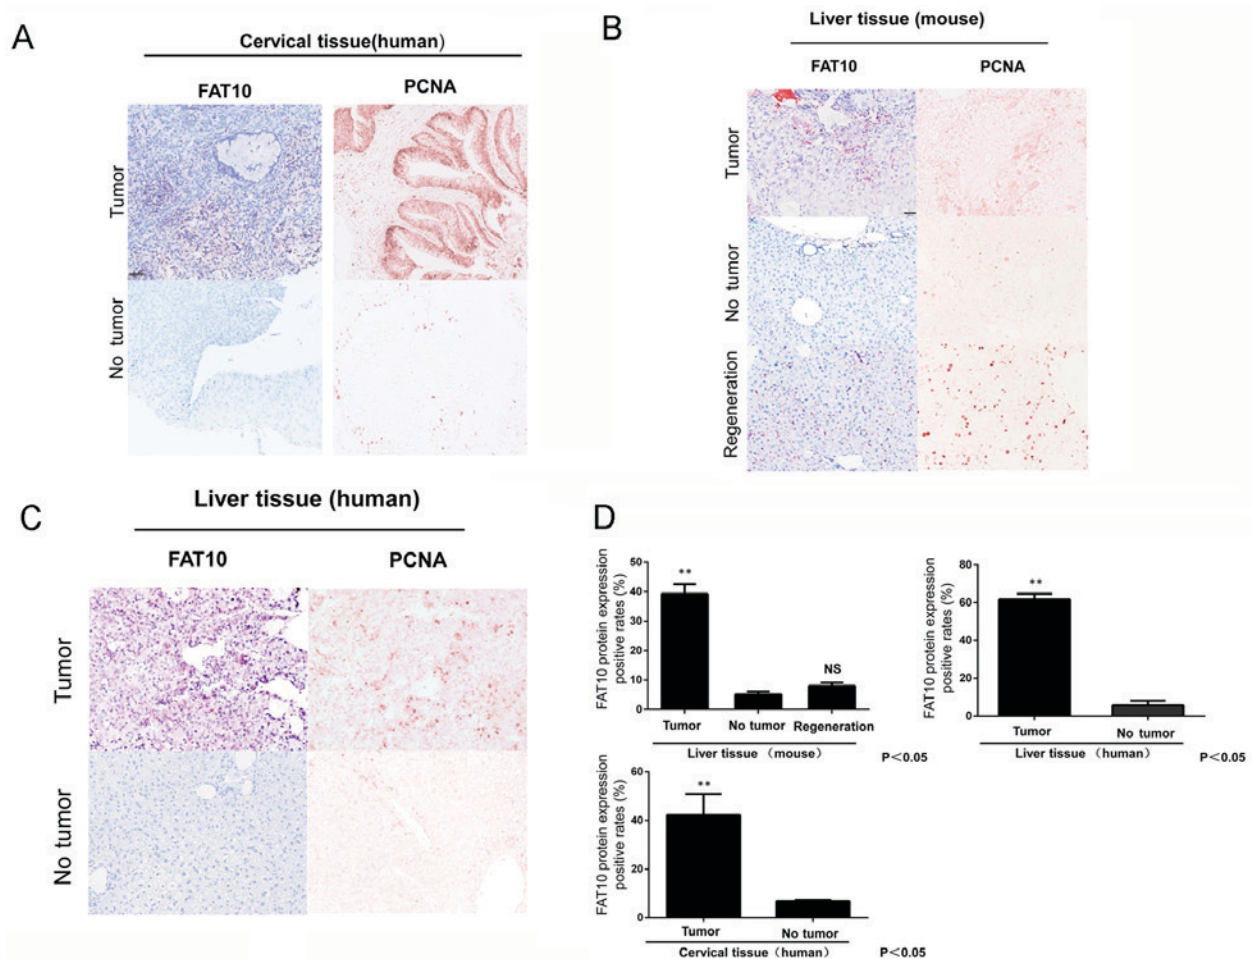 A
Cervical tissue(human)
FAT10
PCNA
Tumor
No tumor
B
Liver tissue (mouse)
FAT10
PCNA
Tumor
No tumor
Regeneration
C
Liver tissue (human)
FAT10
PCNA
Tumor
No tumor
D
FAT10 protein expression
positive rates (%)
50
40
30
20
10
0
**
NS
Tumor
No tumor
Regeneration
Liver tissue（mouse）
P＜0.05
FAT10 protein expression
positive rates (%)
80
60
40
20
0
**
Tumor
No tumor
Liver tissue（human）
P＜0.05
FAT10 protein expression
positive rates (%)
60
40
20
0
**
Tumor
No tumor
Cervical tissue（human）
P＜0.05